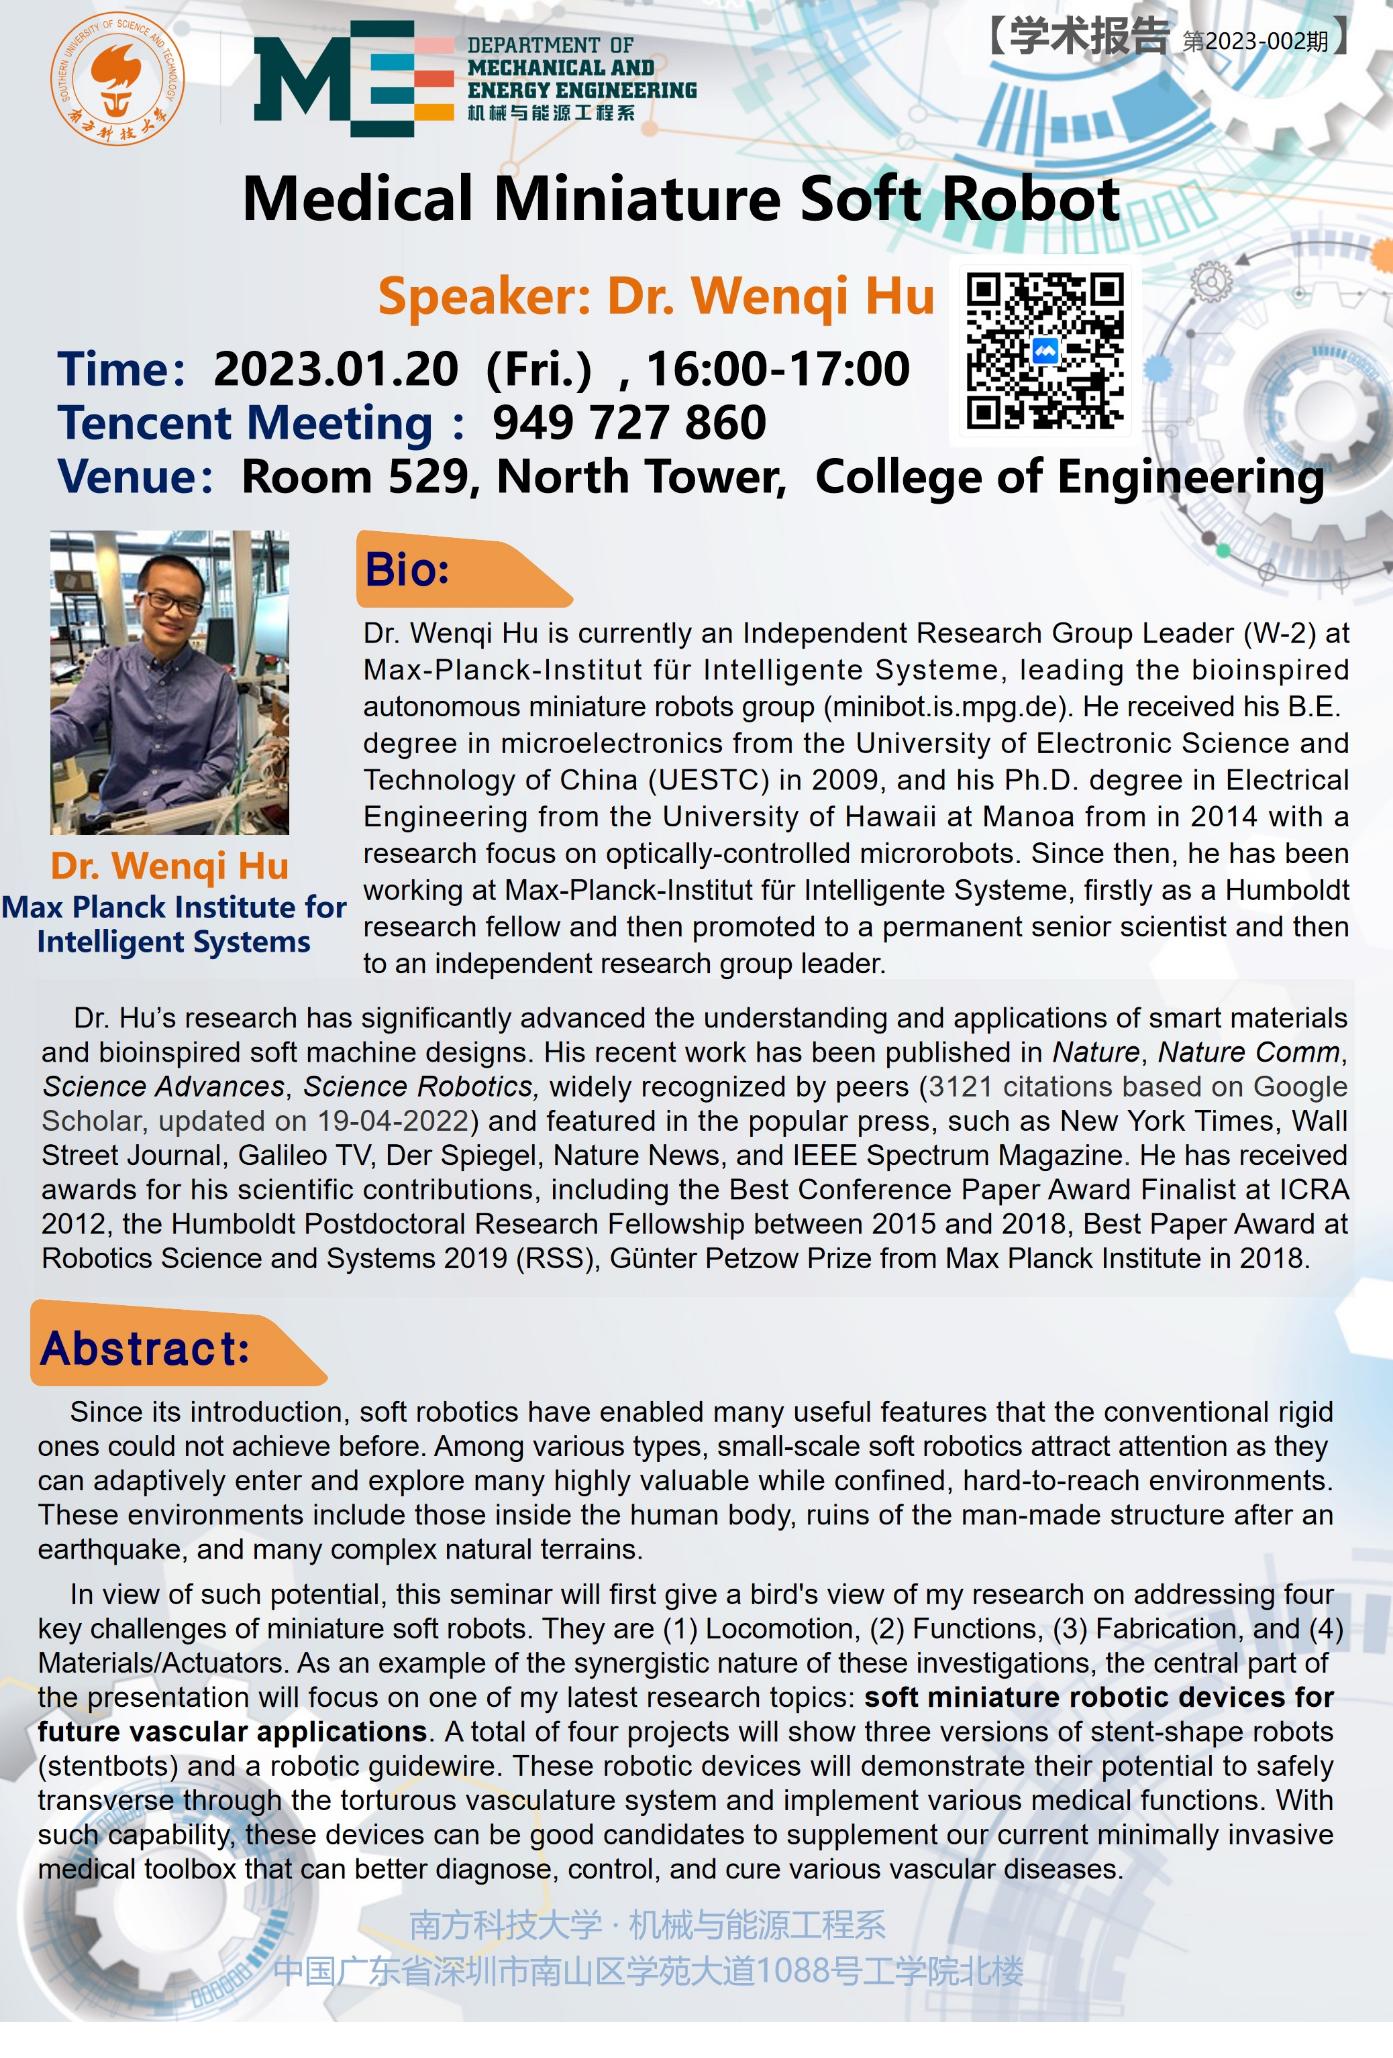 【学术报告 第2023-002期】
SOUTHERN UNIVERSITY OF SCIENCE AND TECHNOLOGY
南方科技大学
MEE
DEPARTMENT OF
MECHANICAL AND
ENERGY ENGINEERING
机械与能源工程系
Medical Miniature Soft Robot
Speaker: Dr. Wenqi Hu
Time：2023.01.20 (Fri.) , 16:00-17:00
Tencent Meeting：949 727 860
Venue：Room 529, North Tower, College of Engineering
Dr. Wenqi Hu
Max Planck Institute for
Intelligent Systems
Bio:
Dr. Wenqi Hu is currently an Independent Research Group Leader (W-2) at
Max-Planck-Institut für Intelligente Systeme, leading the bioinspired
autonomous miniature robots group (minibot.is.mpg.de). He received his B.E.
degree in microelectronics from the University of Electronic Science and
Technology of China (UESTC) in 2009, and his Ph.D. degree in Electrical
Engineering from the University of Hawaii at Manoa from in 2014 with a
research focus on optically-controlled microrobots. Since then, he has been
working at Max-Planck-Institut für Intelligente Systeme, firstly as a Humboldt
research fellow and then promoted to a permanent senior scientist and then
to an independent research group leader.
Dr. Hu’s research has significantly advanced the understanding and applications of smart materials
and bioinspired soft machine designs. His recent work has been published in Nature, Nature Comm,
Science Advances, Science Robotics, widely recognized by peers (3121 citations based on Google
Scholar, updated on 19-04-2022) and featured in the popular press, such as New York Times, Wall
Street Journal, Galileo TV, Der Spiegel, Nature News, and IEEE Spectrum Magazine. He has received
awards for his scientific contributions, including the Best Conference Paper Award Finalist at ICRA
2012, the Humboldt Postdoctoral Research Fellowship between 2015 and 2018, Best Paper Award at
Robotics Science and Systems 2019 (RSS), Günter Petzow Prize from Max Planck Institute in 2018.
Abstract:
Since its introduction, soft robotics have enabled many useful features that the conventional rigid
ones could not achieve before. Among various types, small-scale soft robotics attract attention as they
can adaptively enter and explore many highly valuable while confined, hard-to-reach environments.
These environments include those inside the human body, ruins of the man-made structure after an
earthquake, and many complex natural terrains.
In view of such potential, this seminar will first give a bird's view of my research on addressing four
key challenges of miniature soft robots. They are (1) Locomotion, (2) Functions, (3) Fabrication, and (4)
Materials/Actuators. As an example of the synergistic nature of these investigations, the central part of
the presentation will focus on one of my latest research topics: soft miniature robotic devices for
future vascular applications. A total of four projects will show three versions of stent-shape robots
(stentbots) and a robotic guidewire. These robotic devices will demonstrate their potential to safely
transverse through the torturous vasculature system and implement various medical functions. With
such capability, these devices can be good candidates to supplement our current minimally invasive
medical toolbox that can better diagnose, control, and cure various vascular diseases.
南方科技大学 · 机械与能源工程系
中国广东省深圳市南山区学苑大道1088号工学院北楼